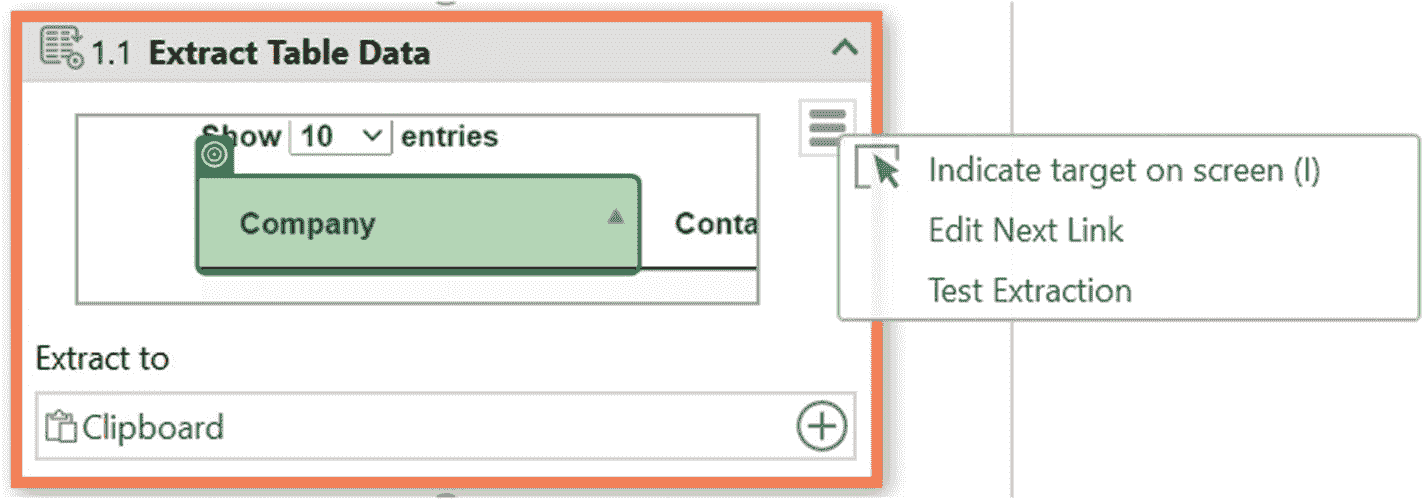 1.1 Extract Table Data
Show 10 entries
Company
Conta
Indicate target on screen (I)
Edit Next Link
Test Extraction
Extract to
Clipboard